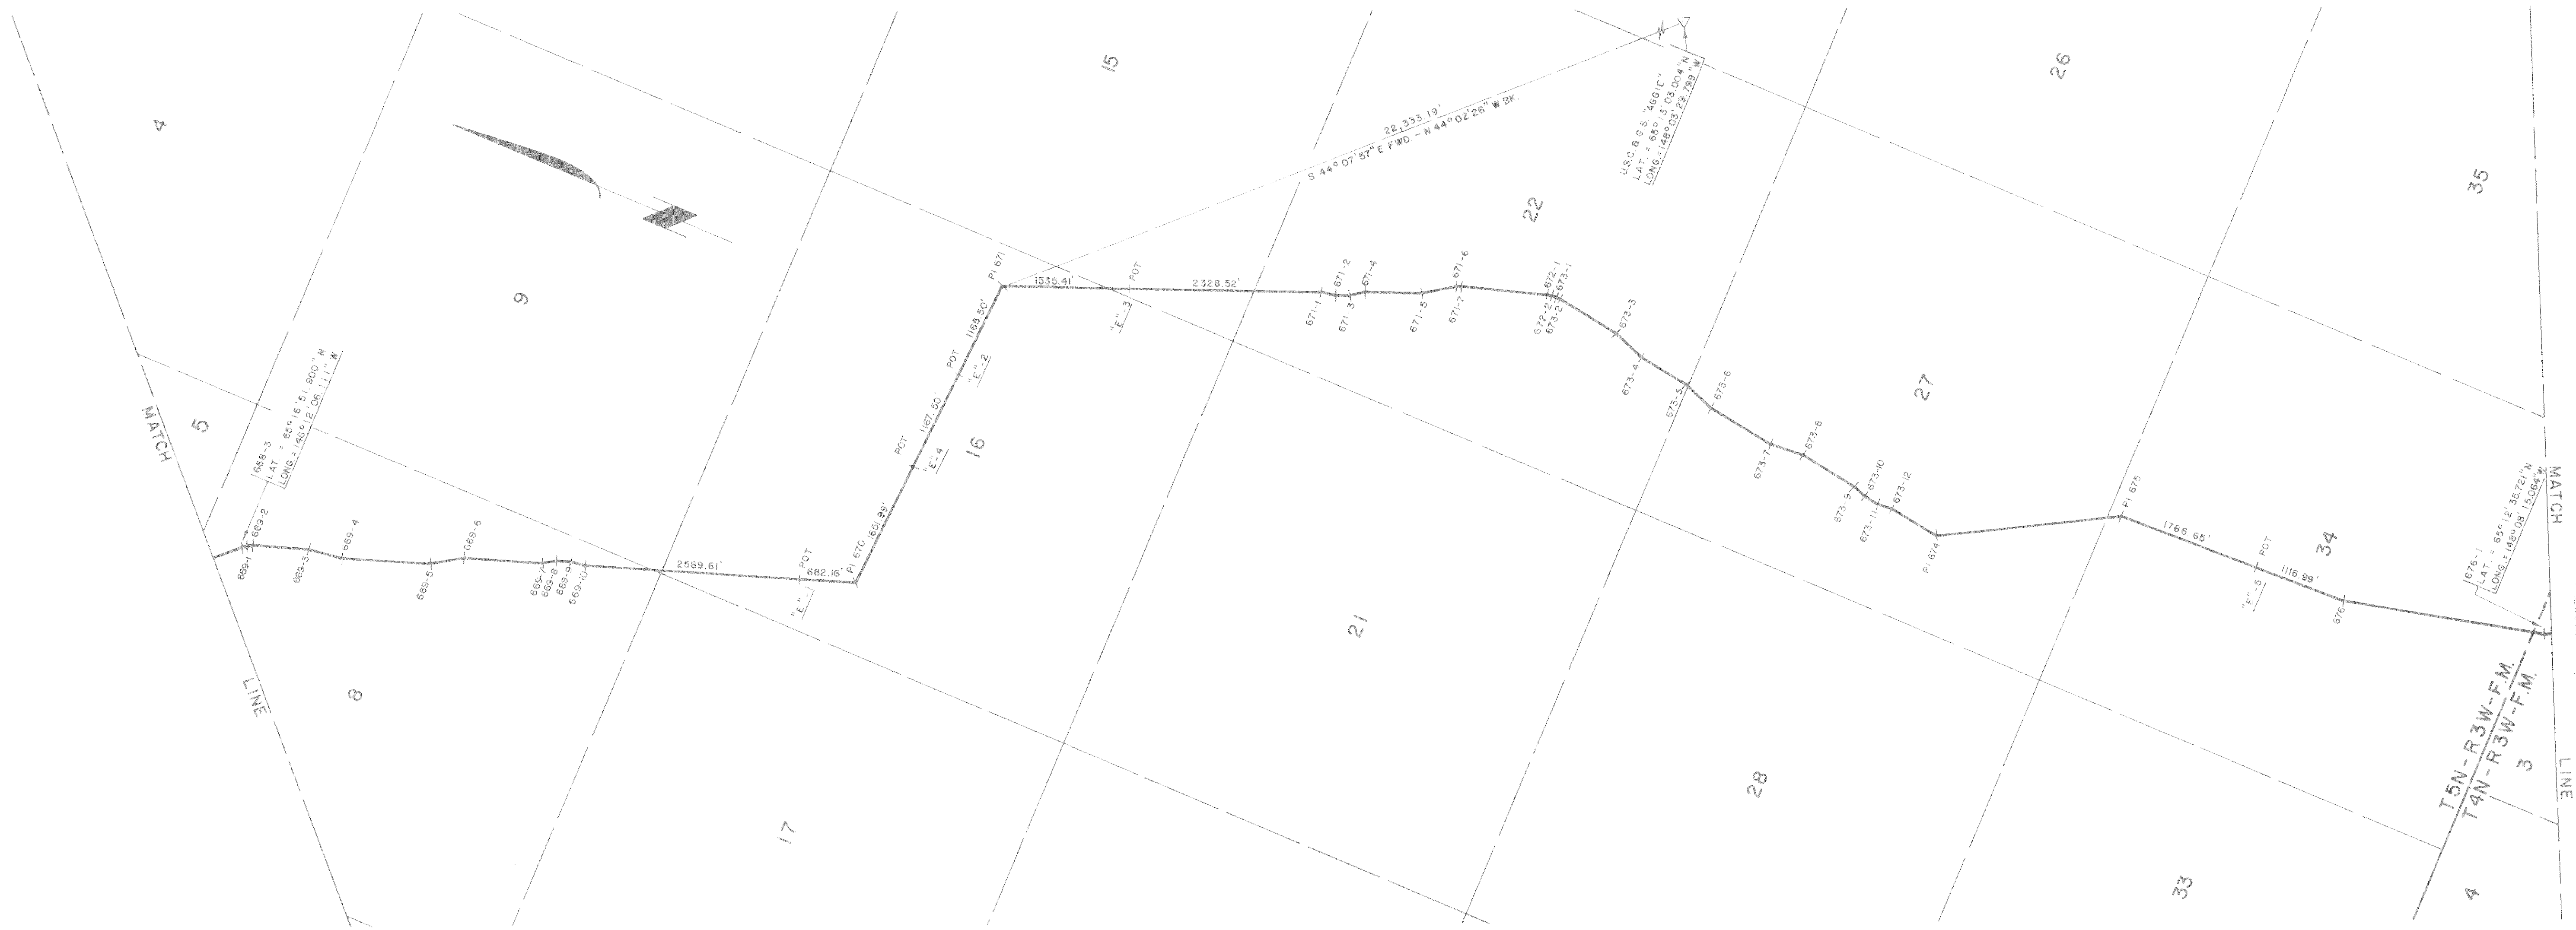 4
15
26
35
22,333.19'
S 44° 07' 57" E FWD. - N 44° 02' 26" W BK.
U.S.C. & G.S. "AGGIE"
LAT. = 65° 13' 03.004" N
LONG. = 148° 03' 29.799" W
9
22
PI 671
1535.41'
POT
"E"-3
2328.52'
671-1
671-2
671-3
671-4
671-5
671-6
671-7
672-1
673-1
672-2
673-2
673-3
673-4
673-5
673-6
673-7
673-8
673-9
673-10
673-11
673-12
27
PI 674
PI 675
1766.65'
POT
"E"-5
1116.99'
34
676
676-1
LAT. = 65° 12' 35.721" N
LONG. = 148° 08' 15.064" W
MATCH
LINE
MATCH
LINE
5
668-3
LAT. = 65° 16' 51.900" N
LONG. = 148° 12' 06.111" W
669-1
669-2
669-3
669-4
669-5
669-6
669-7
669-8
669-9
669-10
2589.61'
POT
"E"-1
682.16'
PI 670
1651.99'
POT
"E"-4
1167.50'
POT
"E"-2
1165.50'
16
8
17
21
28
33
T5N-R3W-F.M.
T4N-R3W-F.M.
3
4